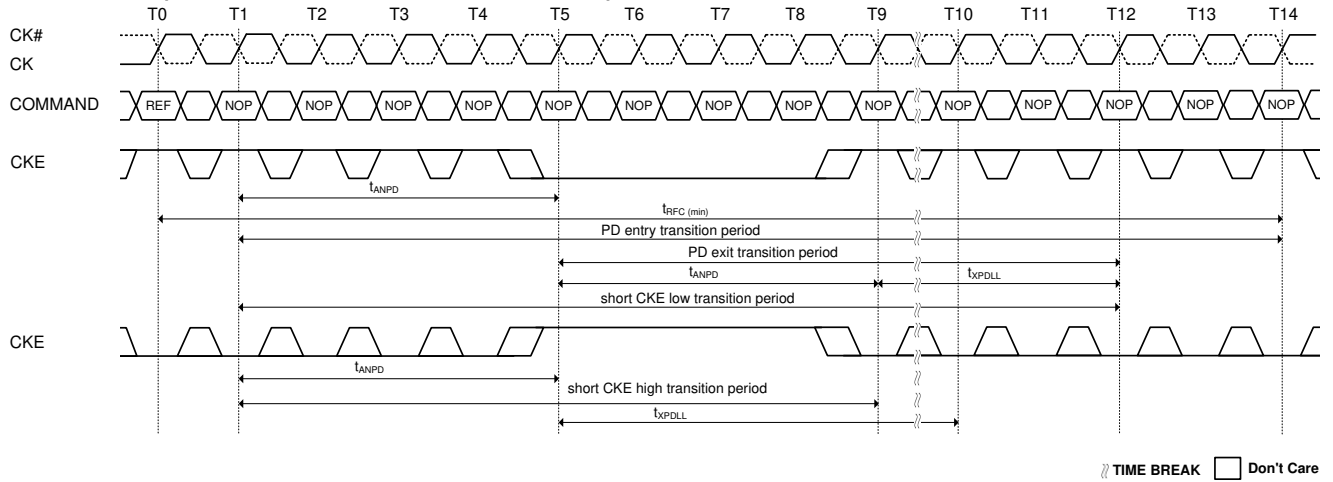 T0 T1 T2 T3 T4 T5 T6 T7 T8 T9 T10 T11 T12 T13 T14
CK#
CK
COMMAND REF NOP NOP NOP NOP NOP NOP NOP NOP NOP NOP NOP NOP NOP NOP
CKE
tANPD
tRFC (min)
PD entry transition period
PD exit transition period
tANPD tXPDLL
short CKE low transition period
CKE
tANPD
short CKE high transition period
tXPDLL
TIME BREAK Don't Care